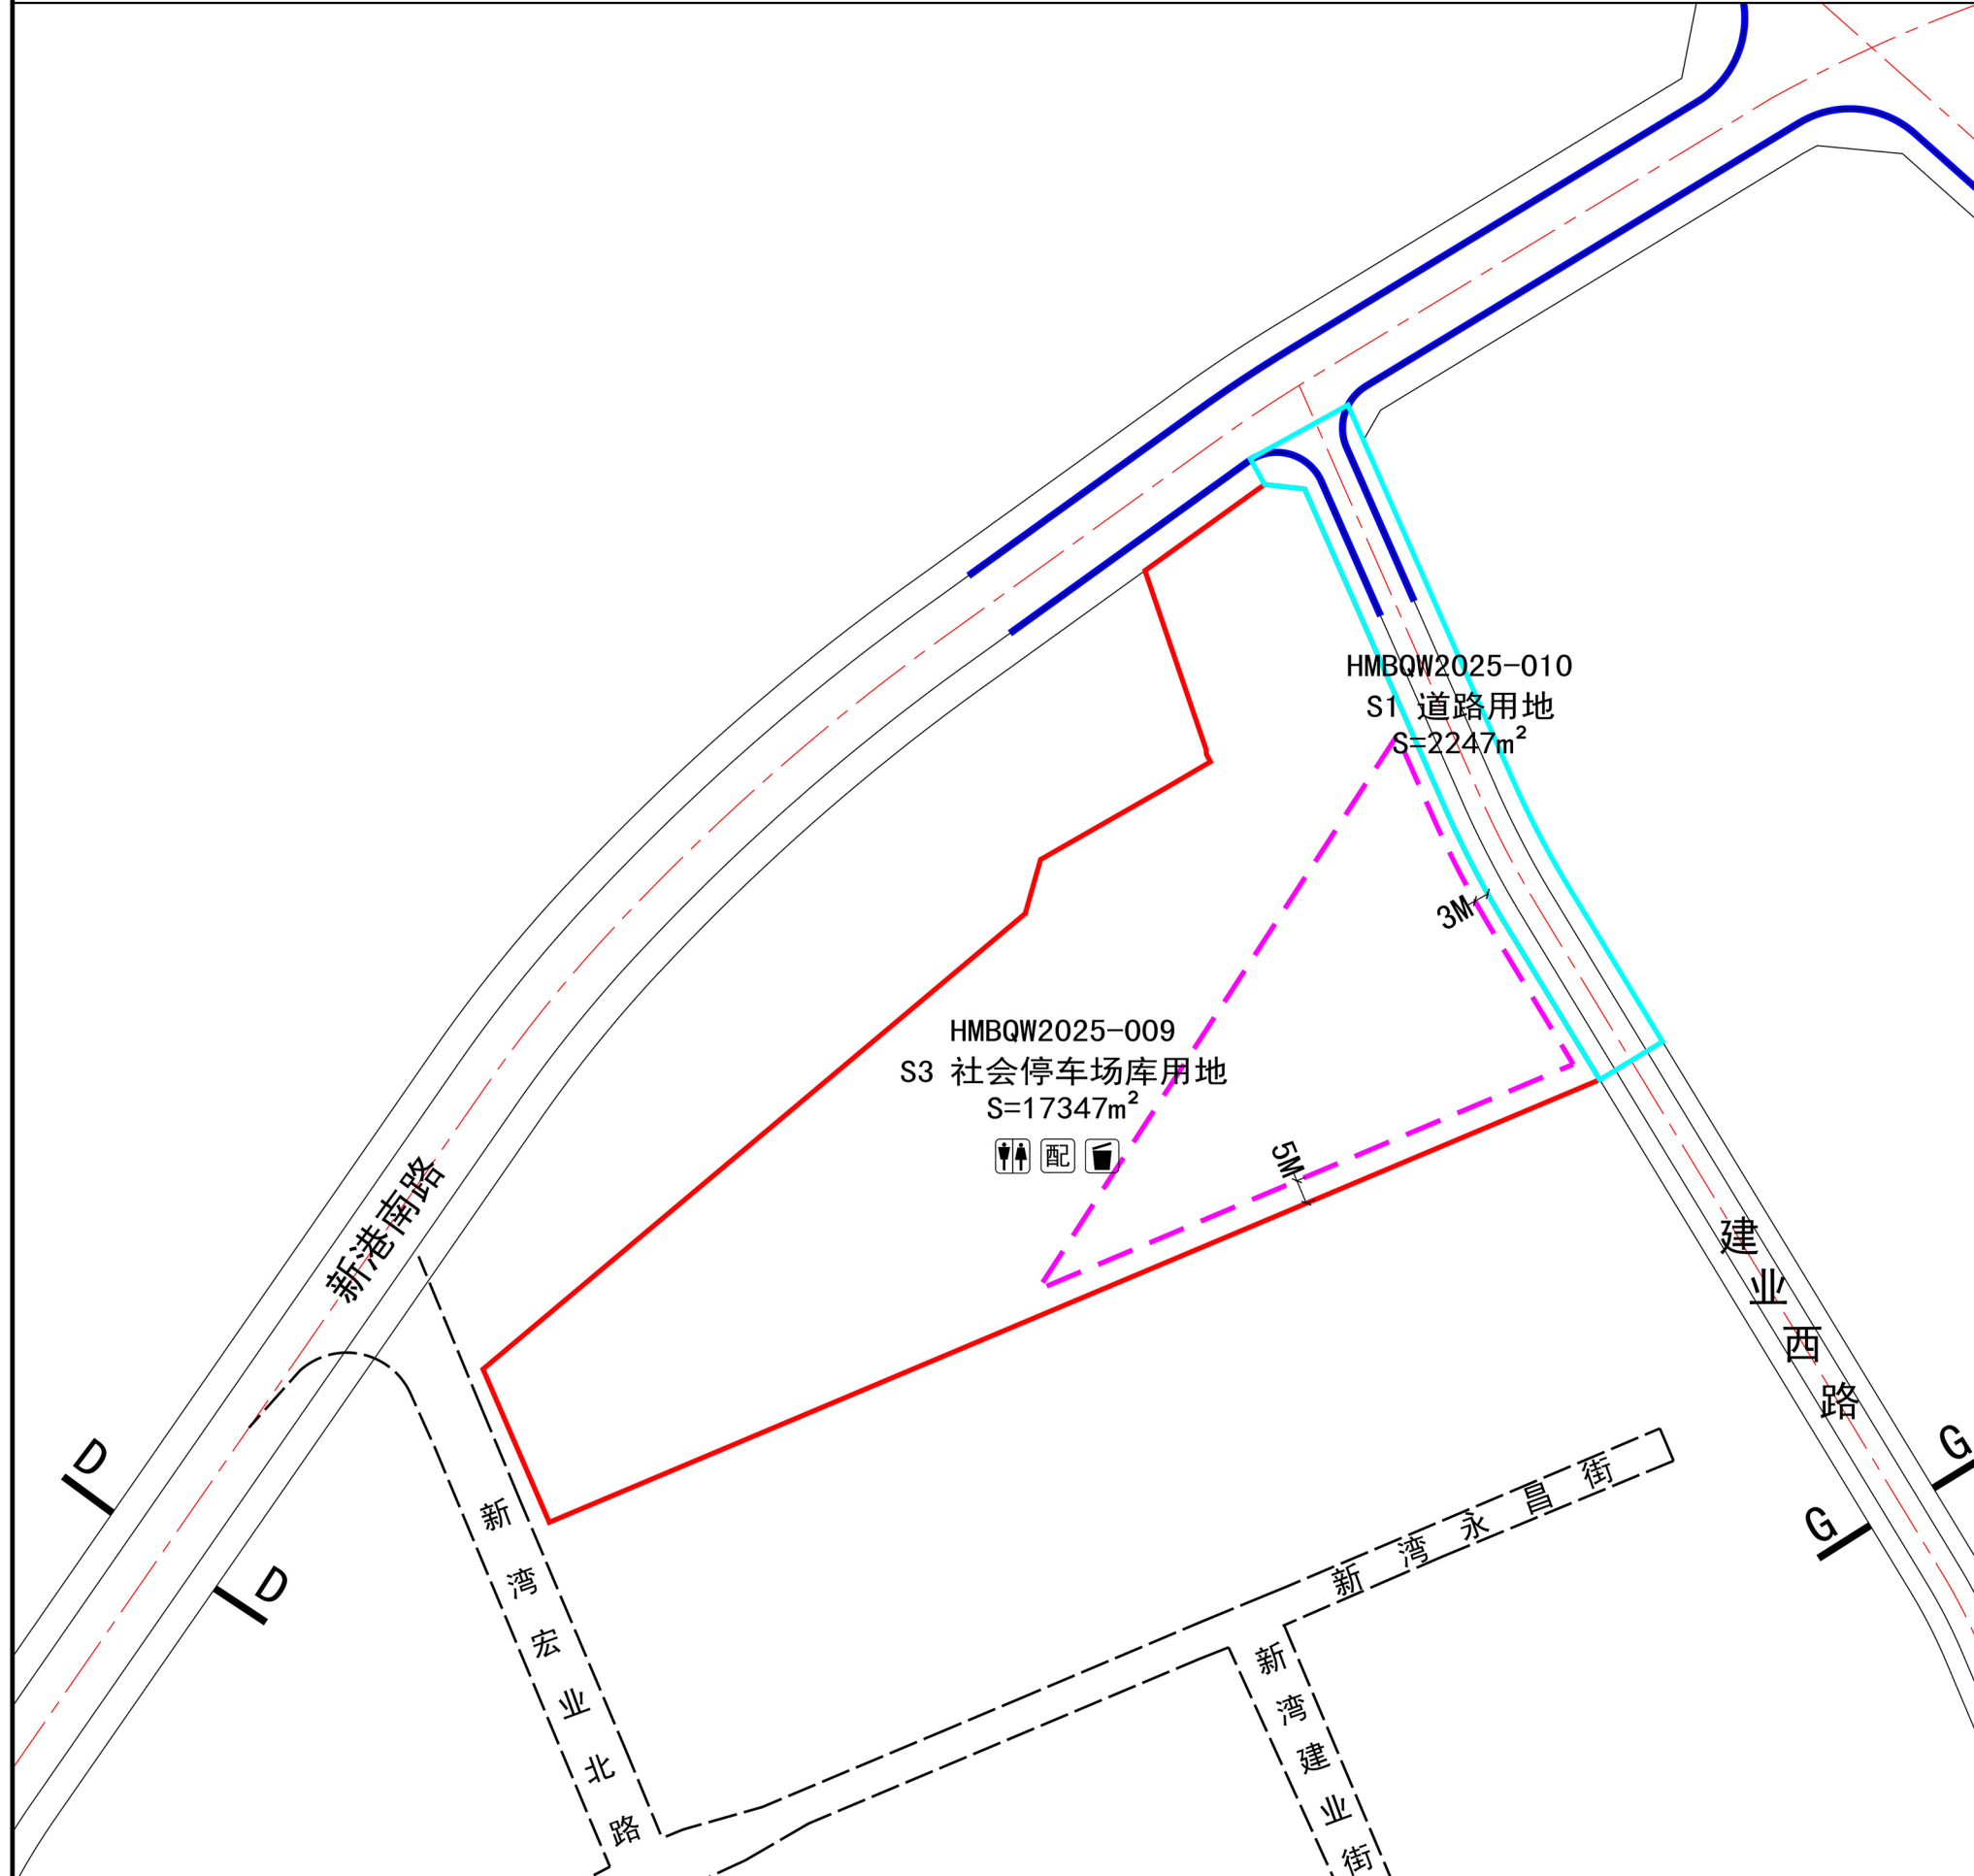 HMBQW2025-010
S1 道路用地
S=2247m²
3M
HMBQW2025-009
S3 社会停车场库用地
S=17347m²
配
5M
新港南路
建业西路
D
D
G
G
新湾宏业北路
新湾永昌街
新湾建业街